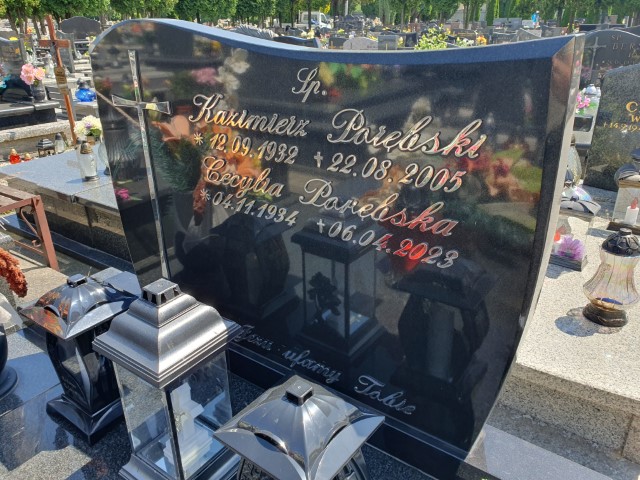 Śp.
Kazimierz Porębski
* 12.09.1932 + 22.08.2005
Cecylia Porębska
* 04.11.1934 + 06.04.2023
Jezu ufamy Tobie